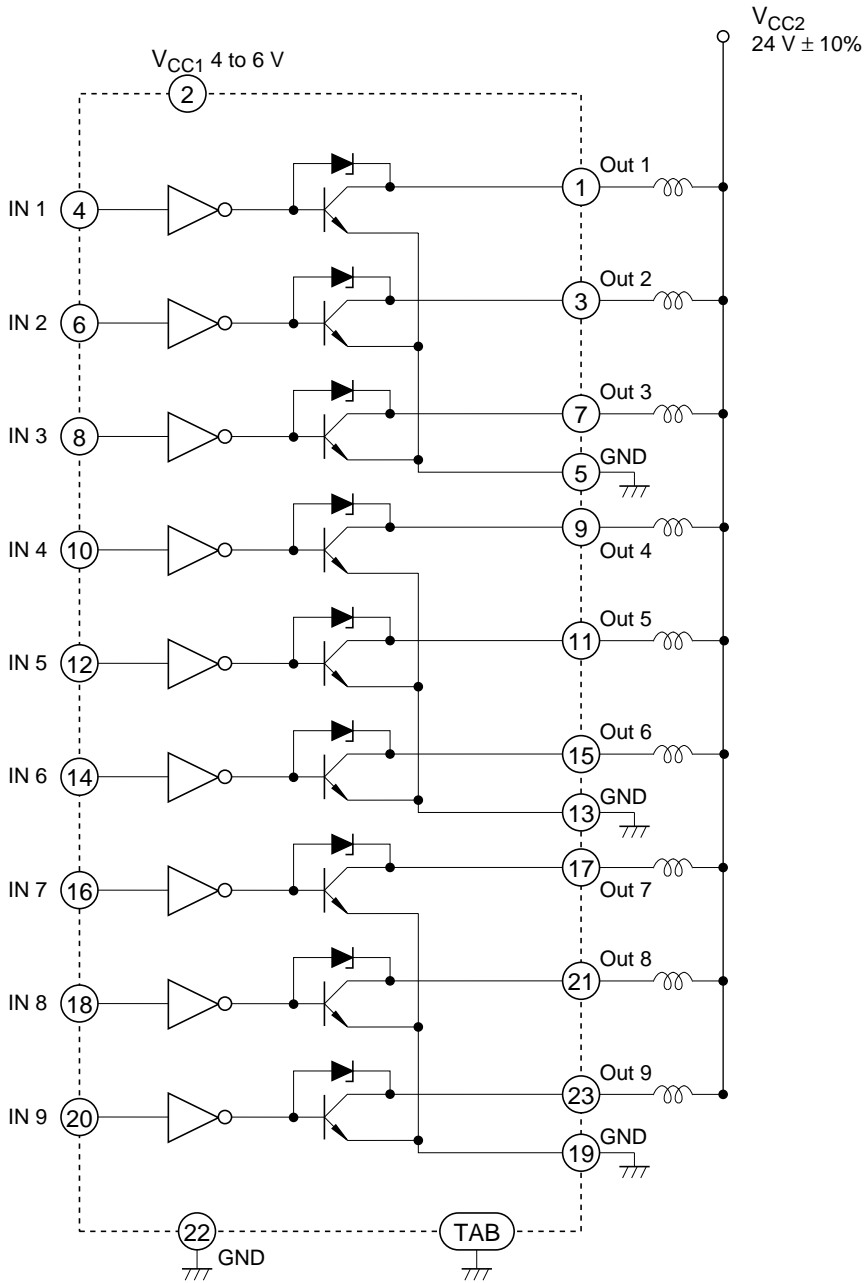 V_CC2
24 V ± 10%
V_CC1 4 to 6 V
2
Out 1
1
IN 1
4
Out 2
3
IN 2
6
Out 3
7
IN 3
8
GND
5
9
Out 4
IN 4
10
Out 5
11
IN 5
12
Out 6
15
IN 6
14
GND
13
17
Out 7
IN 7
16
Out 8
21
IN 8
18
Out 9
23
IN 9
20
GND
19
22
TAB
GND